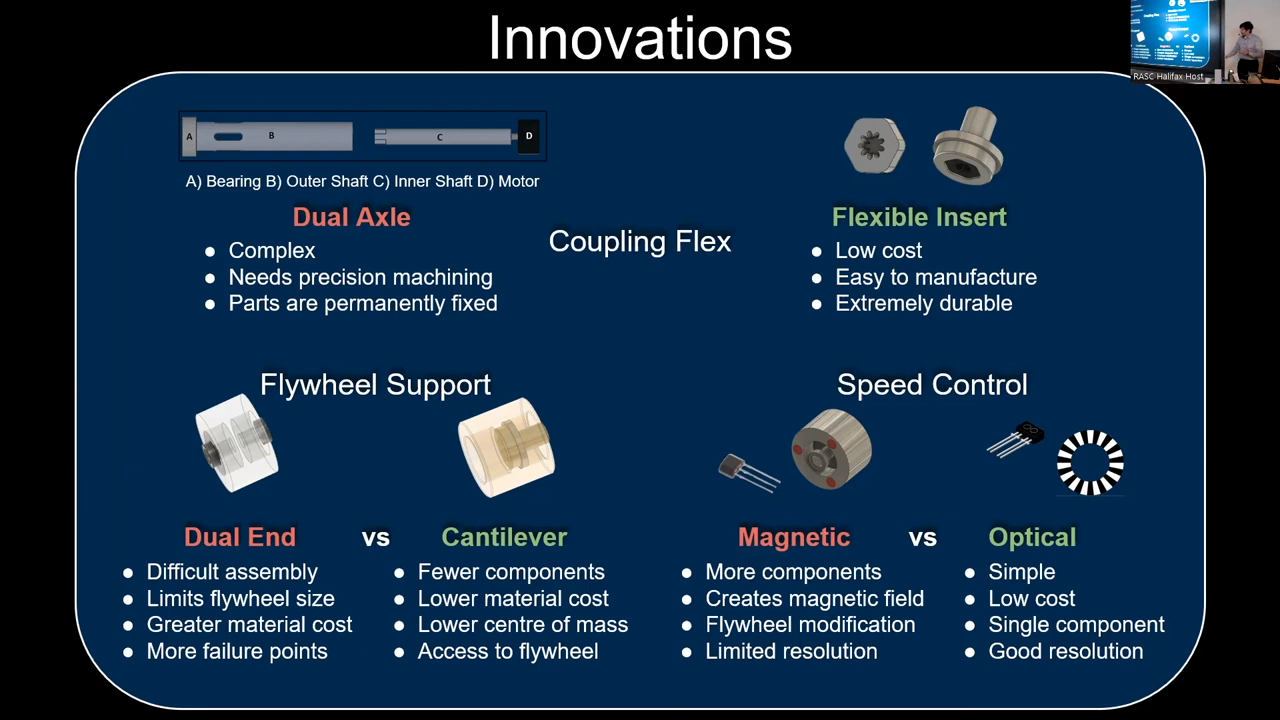 Innovations
RASC Halifax Host
A B C D
A) Bearing B) Outer Shaft C) Inner Shaft D) Motor
Dual Axle
● Complex
● Needs precision machining
● Parts are permanently fixed
Coupling Flex
Flexible Insert
● Low cost
● Easy to manufacture
● Extremely durable
Flywheel Support
Dual End vs Cantilever
● Difficult assembly
● Limits flywheel size
● Greater material cost
● More failure points
● Fewer components
● Lower material cost
● Lower centre of mass
● Access to flywheel
Speed Control
Magnetic vs Optical
● More components
● Creates magnetic field
● Flywheel modification
● Limited resolution
● Simple
● Low cost
● Single component
● Good resolution